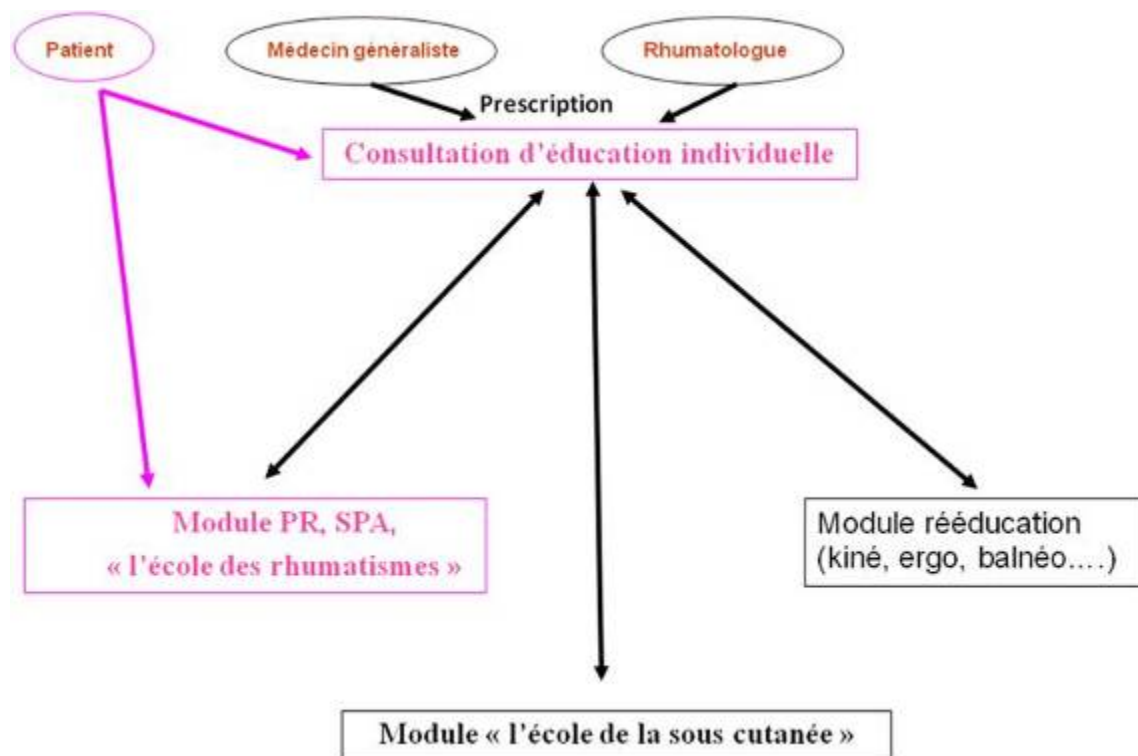 Patient
Médecin généraliste
Rhumatologue
Prescription
Consultation d'éducation individuelle
Module PR, SPA,
« l'école des rhumatismes »
Module rééducation
(kiné, ergo, balnéo....)
Module « l'école de la sous cutanée »